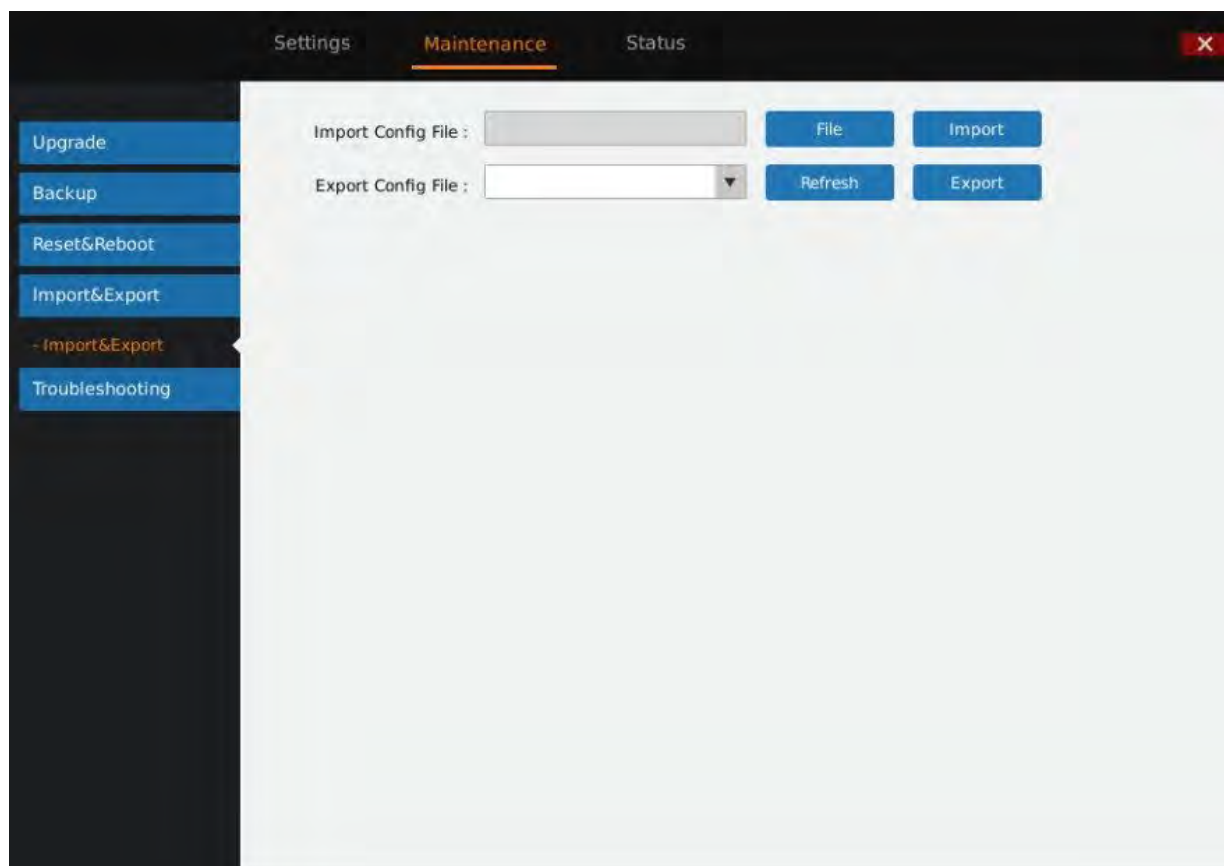 Settings Maintenance Status X
Upgrade
Backup
Reset&Reboot
Import&Export
- Import&Export
Troubleshooting
Import Config File : File Import
Export Config File : Refresh Export